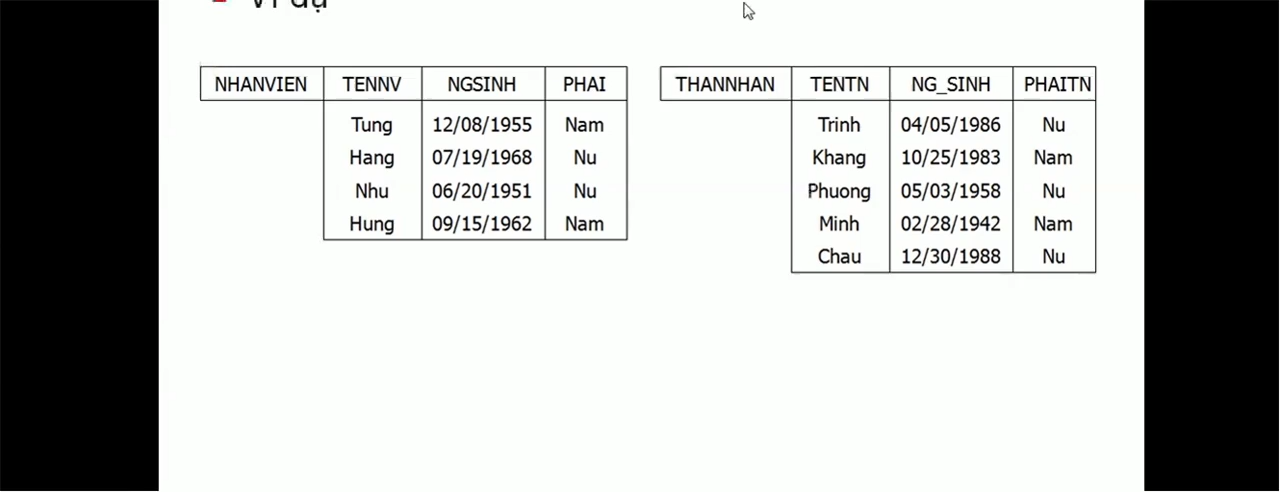 Ví dụ
NHANVIEN TENNV NGSINH PHAI
Tung 12/08/1955 Nam
Hang 07/19/1968 Nu
Nhu 06/20/1951 Nu
Hung 09/15/1962 Nam
THANNHAN TENTN NG_SINH PHAITN
Trinh 04/05/1986 Nu
Khang 10/25/1983 Nam
Phuong 05/03/1958 Nu
Minh 02/28/1942 Nam
Chau 12/30/1988 Nu